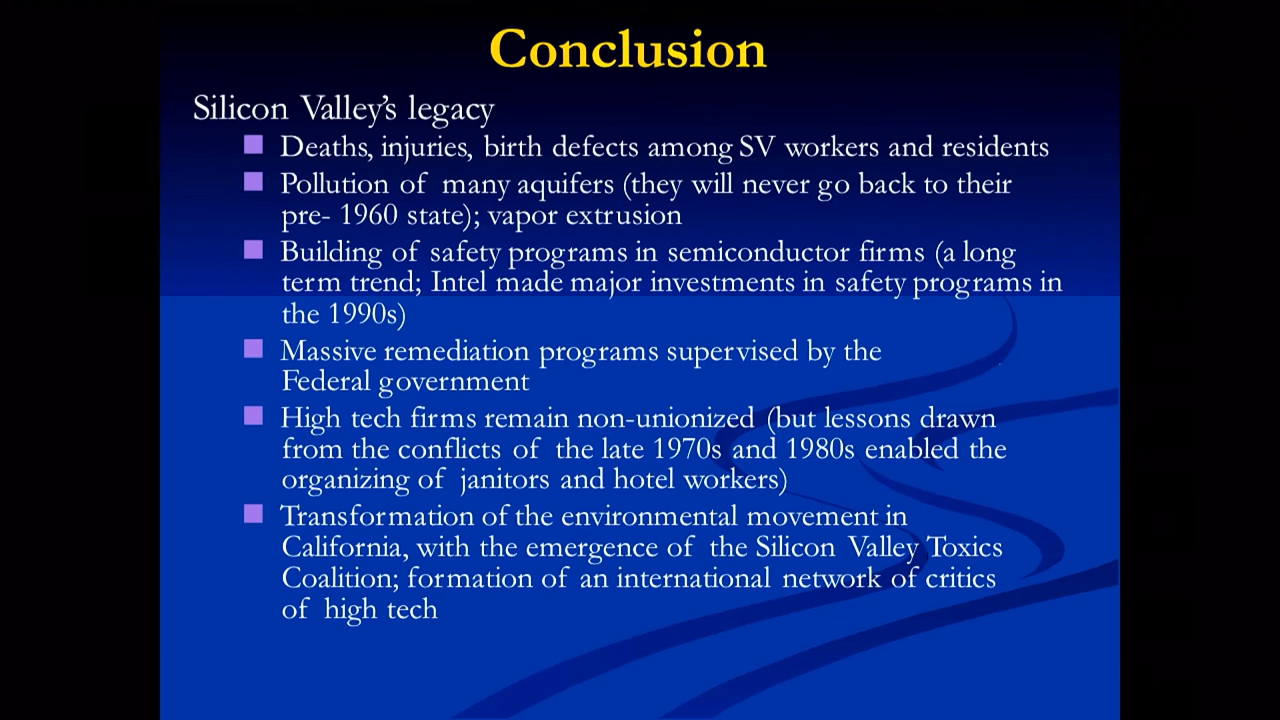 Conclusion
Silicon Valley's legacy
Deaths, injuries, birth defects among SV workers and residents
Pollution of many aquifers (they will never go back to their
pre- 1960 state); vapor extrusion
Building of safety programs in semiconductor firms (a long
term trend; Intel made major investments in safety programs in
the 1990s)
Massive remediation programs supervised by the
Federal government
High tech firms remain non-unionized (but lessons drawn
from the conflicts of the late 1970s and 1980s enabled the
organizing of janitors and hotel workers)
Transformation of the environmental movement in
California, with the emergence of the Silicon Valley Toxics
Coalition; formation of an international network of critics
of high tech